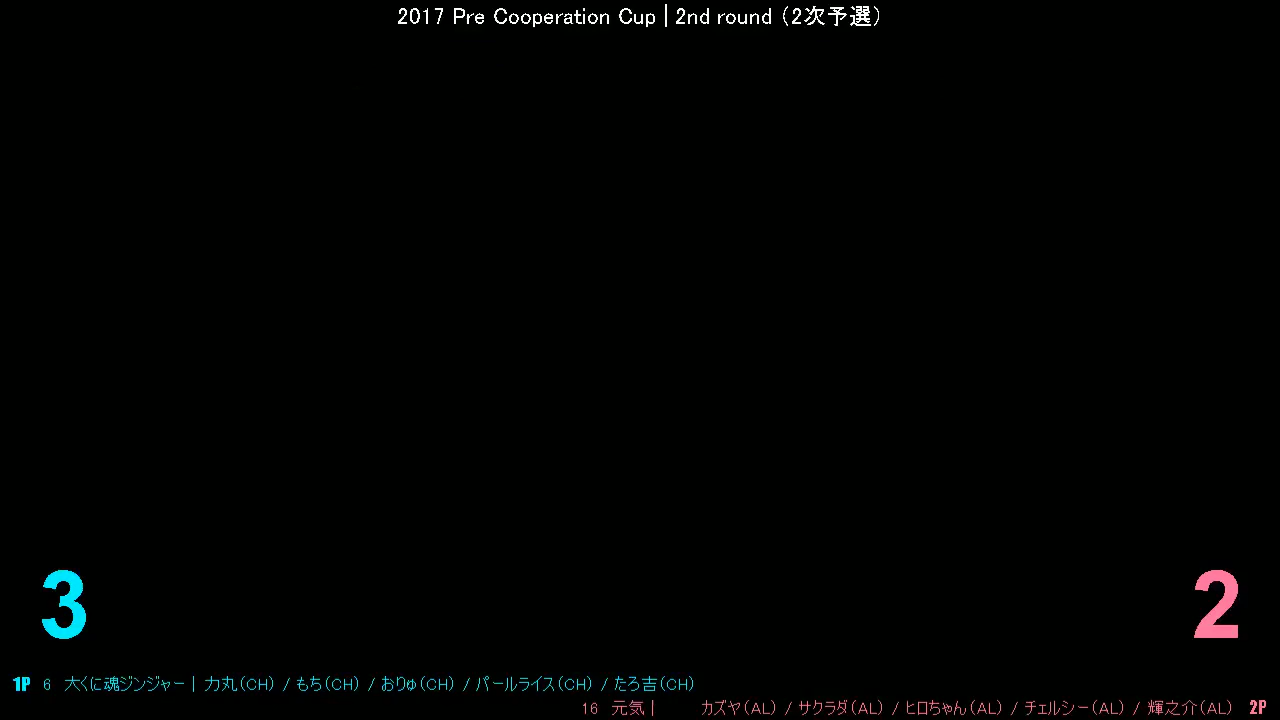 2017 Pre Cooperation Cup | 2nd round (2次予選)
3
2
1P 6 大くに魂ジンジャー | 力丸(CH) / もち(CH) / おりゅ(CH) / パールライス(CH) / たろ吉(CH)
16 元気 | カズヤ(AL) / サクラダ(AL) / ヒロちゃん(AL) / チェルシー(AL) / 輝之介(AL) 2P